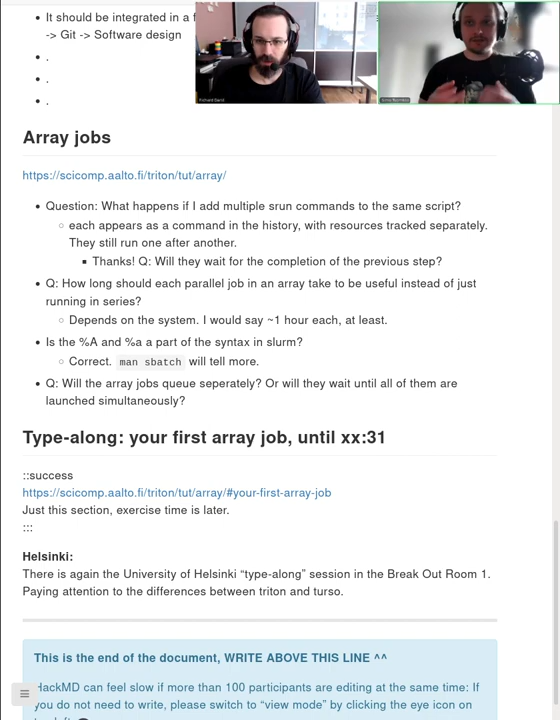 It should be integrated in a f
-> Git -> Software design
.
.
.
Array jobs
https://scicomp.aalto.fi/triton/tut/array/
Question: What happens if I add multiple srun commands to the same script?
each appears as a command in the history, with resources tracked separately.
They still run one after another.
Thanks! Q: Will they wait for the completion of the previous step?
Q: How long should each parallel job in an array take to be useful instead of just
running in series?
Depends on the system. I would say ~1 hour each, at least.
Is the %A and %a a part of the syntax in slurm?
Correct. man sbatch will tell more.
Q: Will the array jobs queue seperately? Or will they wait until all of them are
launched simultaneously?
Type-along: your first array job, until xx:31
::success
https://scicomp.aalto.fi/triton/tut/array/#your-first-array-job
Just this section, exercise time is later.
:::
Helsinki:
There is again the University of Helsinki “type-along” session in the Break Out Room 1.
Paying attention to the differences between triton and turso.
This is the end of the document, WRITE ABOVE THIS LINE ^^
HackMD can feel slow if more than 100 participants are editing at the same time: If
you do not need to write, please switch to “view mode” by clicking the eye icon on